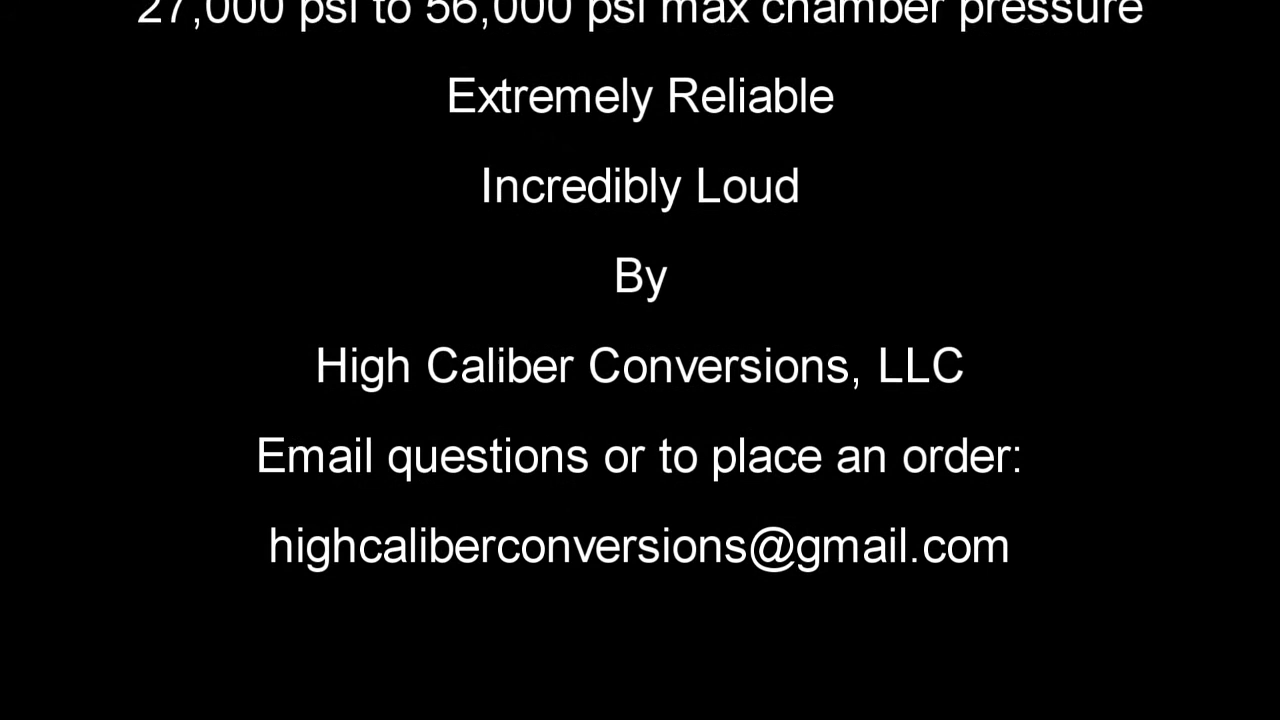 27,000 psi to 56,000 psi max chamber pressure
Extremely Reliable
Incredibly Loud
By
High Caliber Conversions, LLC
Email questions or to place an order:
highcaliberconversions@gmail.com